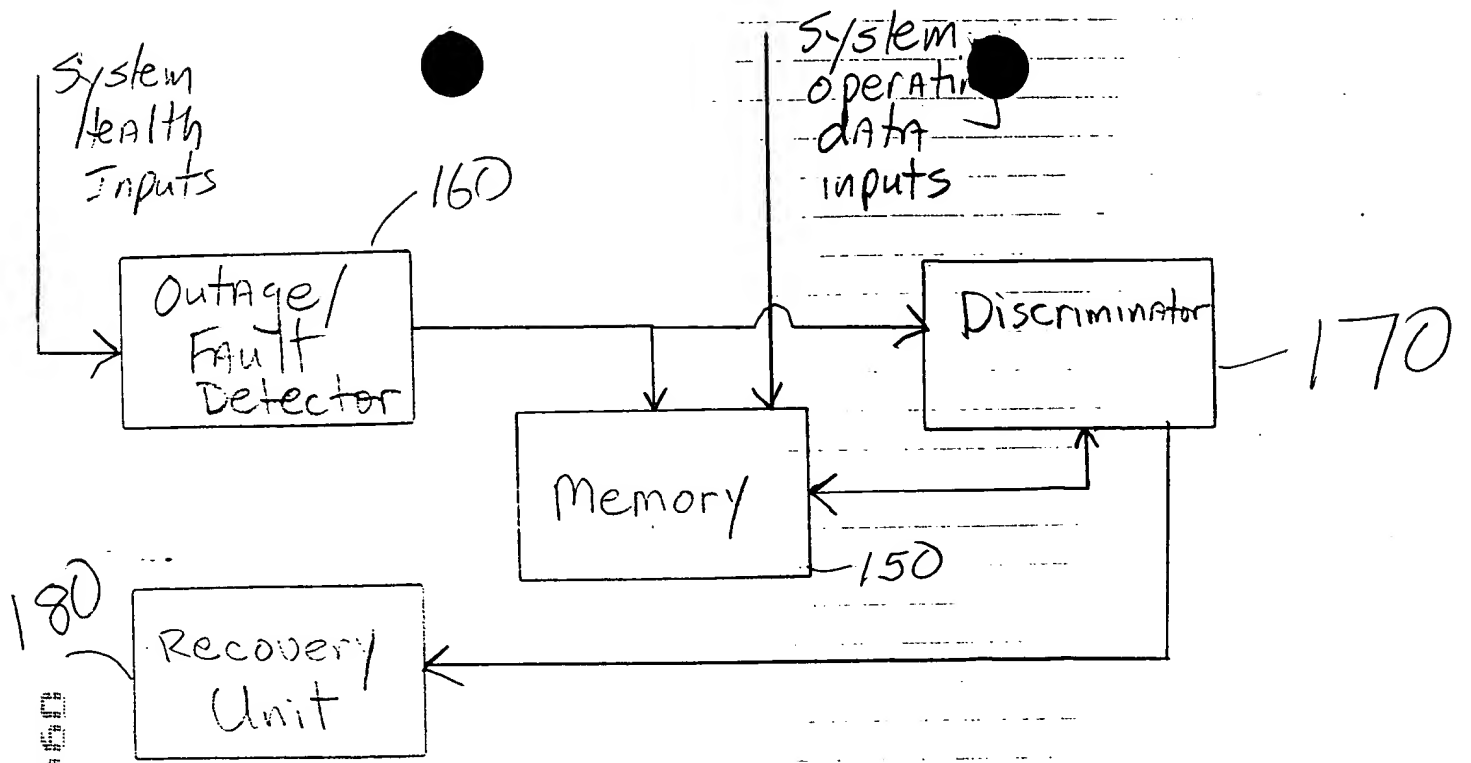 System
Health
Inputs
System
operating
data
inputs
160
Outage/
Fault
Detector
Discriminator
170
Memory
150
180
Recovery
Unit